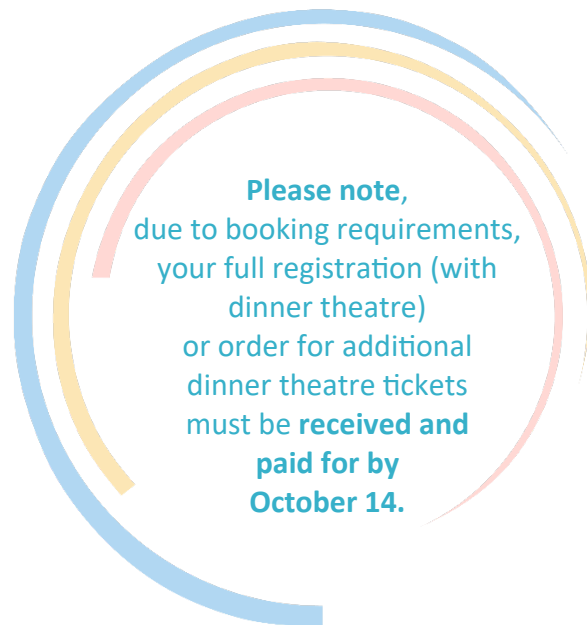 Please note,
due to booking requirements,
your full registration (with
dinner theatre)
or order for additional
dinner theatre tickets
must be received and
paid for by
October 14.